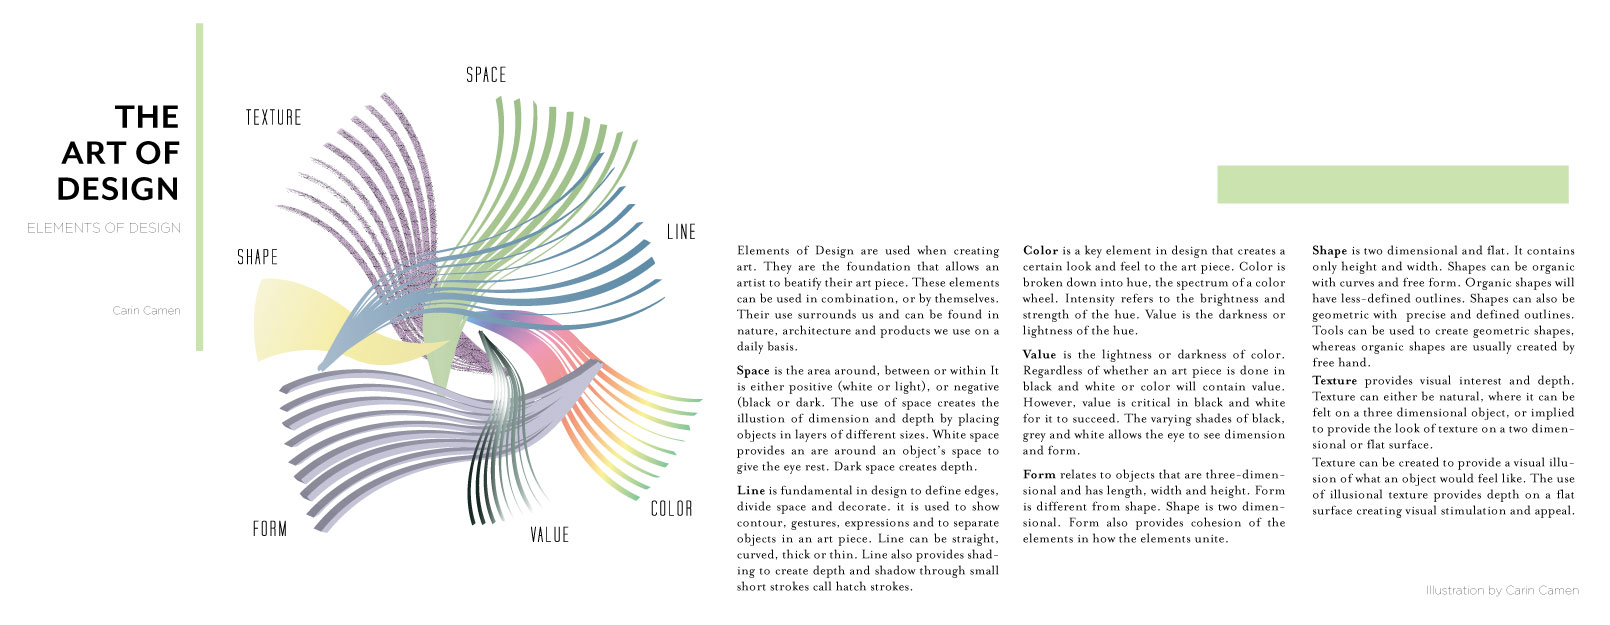 THE
ART OF
DESIGN
ELEMENTS OF DESIGN
Carin Camen
SPACE
TEXTURE
LINE
SHAPE
COLOR
FORM
VALUE
Elements of Design are used when creating
art. They are the foundation that allows an
artist to beatify their art piece. These elements
can be used in combination, or by themselves.
Their use surrounds us and can be found in
nature, architecture and products we use on a
daily basis.
Space is the area around, between or within It
is either positive (white or light), or negative
(black or dark. The use of space creates the
illustion of dimension and depth by placing
objects in layers of different sizes. White space
provides an are around an object's space to
give the eye rest. Dark space creates depth.
Line is fundamental in design to define edges,
divide space and decorate. it is used to show
contour, gestures, expressions and to separate
objects in an art piece. Line can be straight,
curved, thick or thin. Line also provides shad-
ing to create depth and shadow through small
short strokes call hatch strokes.
Color is a key element in design that creates a
certain look and feel to the art piece. Color is
broken down into hue, the spectrum of a color
wheel. Intensity refers to the brightness and
strength of the hue. Value is the darkness or
lightness of the hue.
Value is the lightness or darkness of color.
Regardless of whether an art piece is done in
black and white or color will contain value.
However, value is critical in black and white
for it to succeed. The varying shades of black,
grey and white allows the eye to see dimension
and form.
Form relates to objects that are three-dimen-
sional and has length, width and height. Form
is different from shape. Shape is two dimen-
sional. Form also provides cohesion of the
elements in how the elements unite.
Shape is two dimensional and flat. It contains
only height and width. Shapes can be organic
with curves and free form. Organic shapes will
have less-defined outlines. Shapes can also be
geometric with precise and defined outlines.
Tools can be used to create geometric shapes,
whereas organic shapes are usually created by
free hand.
Texture provides visual interest and depth.
Texture can either be natural, where it can be
felt on a three dimensional object, or implied
to provide the look of texture on a two dimen-
sional or flat surface.
Texture can be created to provide a visual illu-
sion of what an object would feel like. The use
of illusional texture provides depth on a flat
surface creating visual stimulation and appeal.
Illustration by Carin Camen